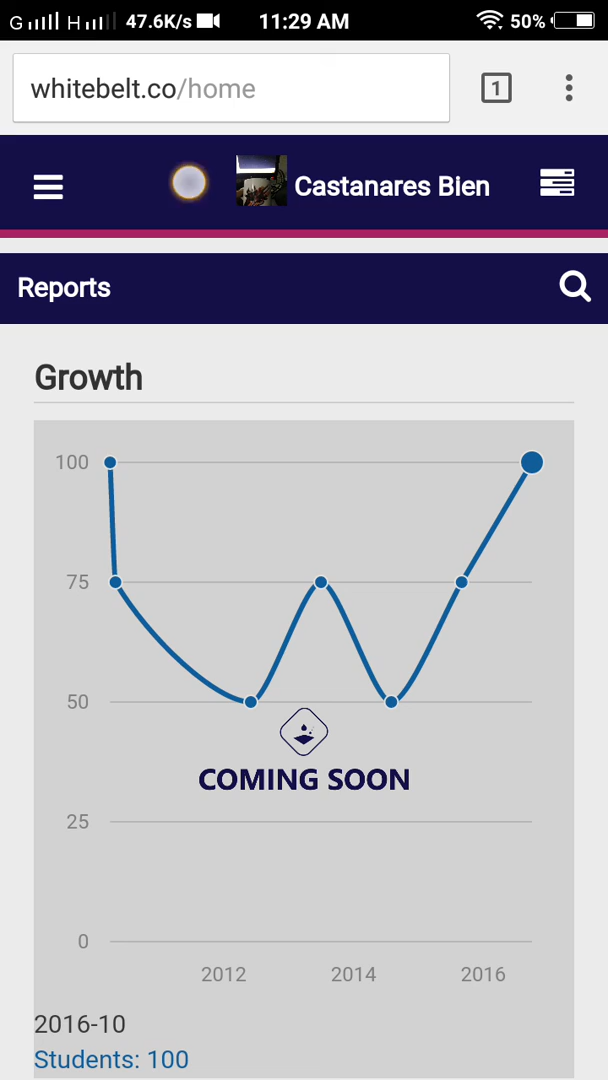 G H 47.6K/s 11:29 AM 50%
whitebelt.co/home 1
Castanares Bien
Reports
Growth
100
75
50
COMING SOON
25
0
2012 2014 2016
2016-10
Students: 100